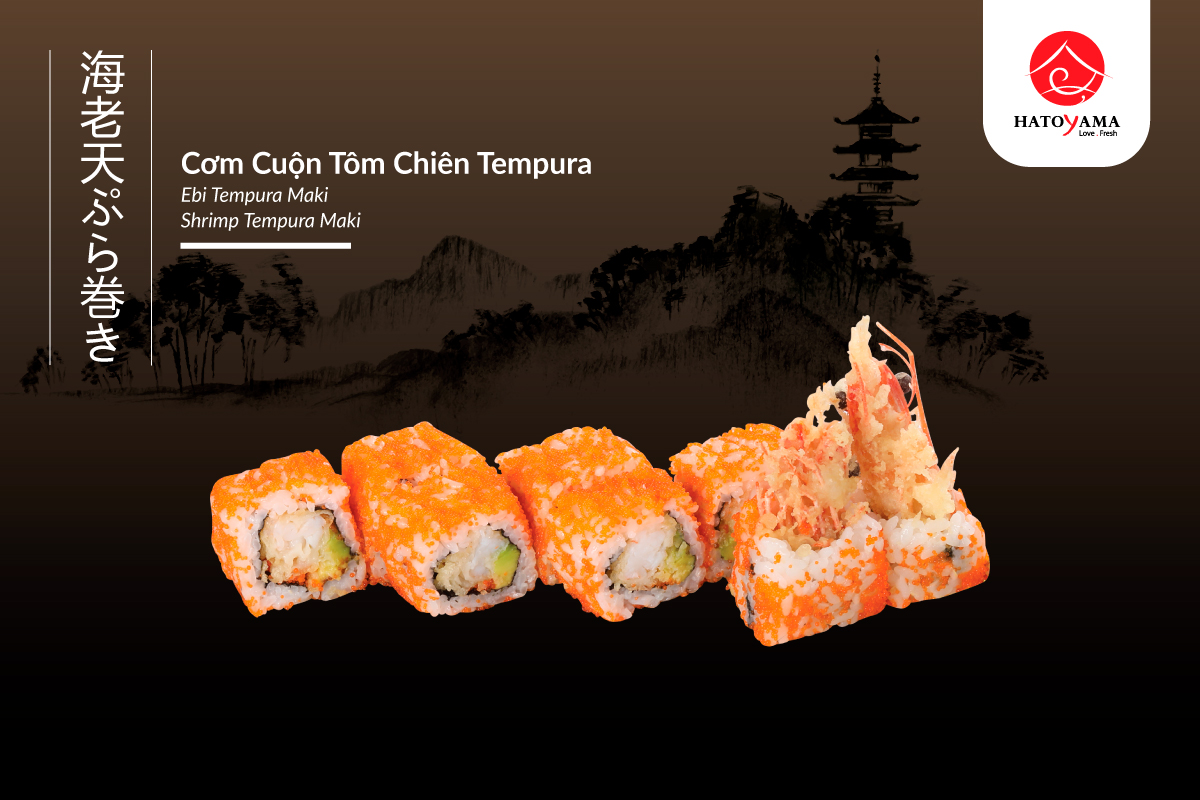 海老天ぷら巻き
Cơm Cuộn Tôm Chiên Tempura
Ebi Tempura Maki
Shrimp Tempura Maki
HATOYAMA
Love . Fresh